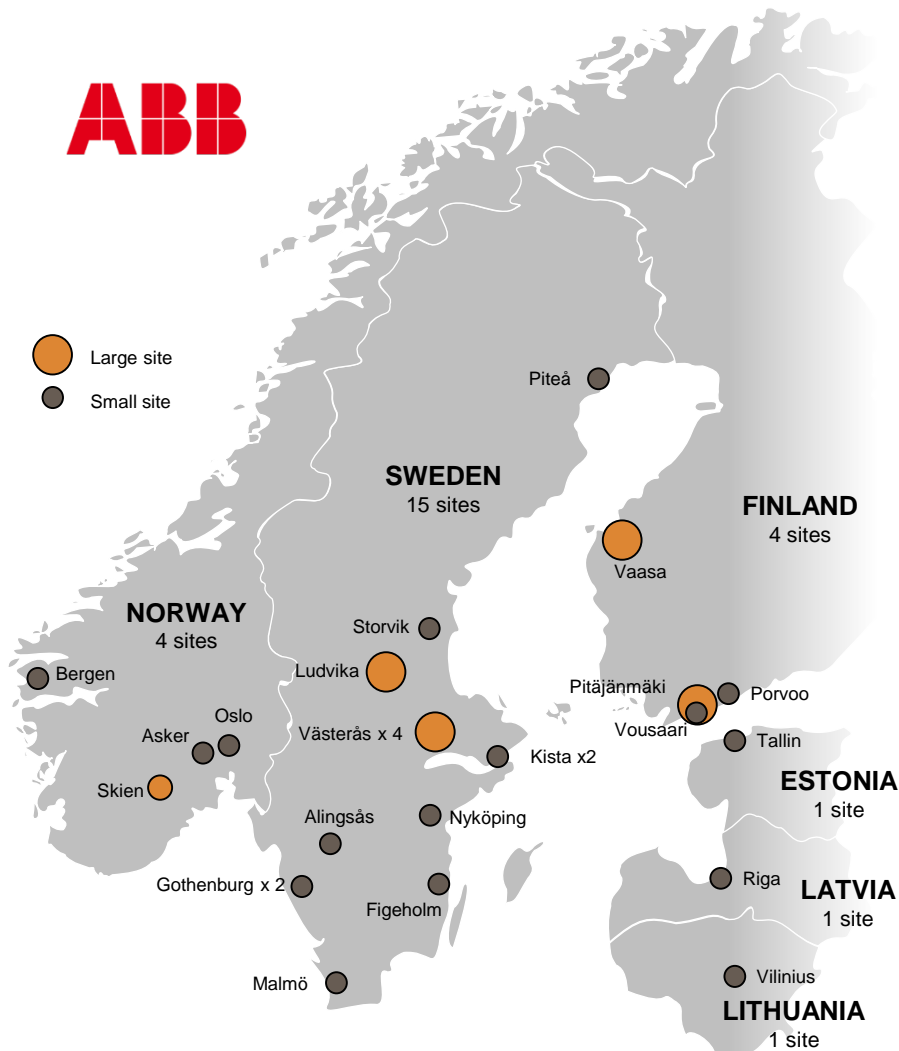 ABB
Large site
Small site
Piteå
SWEDEN
15 sites
FINLAND
4 sites
Vaasa
NORWAY
4 sites
Storvik
Bergen
Ludvika
Pitäjänmäki
Porvoo
Oslo
Asker
Västerås x 4
Vousaari
Kista x2
Tallin
Skien
ESTONIA
1 site
Alingsås
Nyköping
Gothenburg x 2
Figeholm
Riga
LATVIA
1 site
Malmö
Vilinius
LITHUANIA
1 site